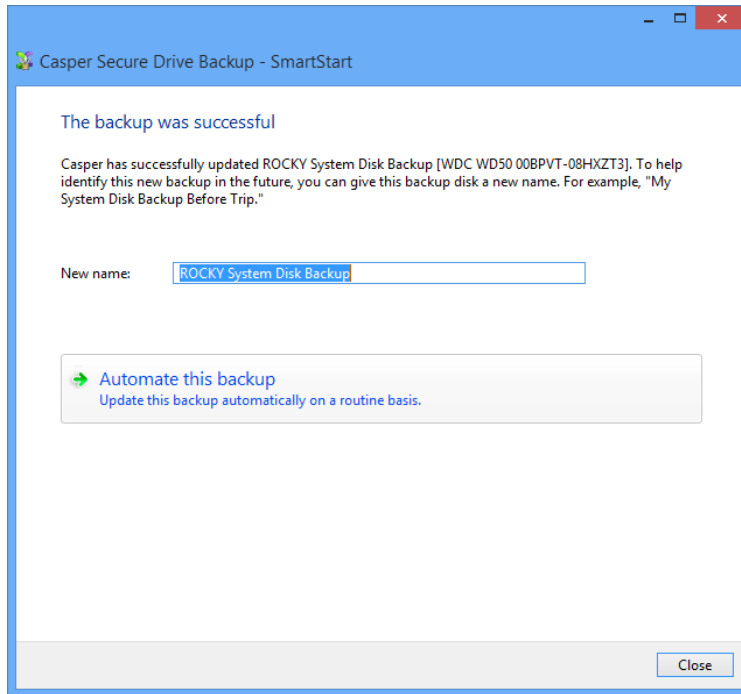 Casper Secure Drive Backup - SmartStart
The backup was successful
Casper has successfully updated ROCKY System Disk Backup [WDC WD50 00BPVT-08HXZT3]. To help
identify this new backup in the future, you can give this backup disk a new name. For example, "My
System Disk Backup Before Trip."
New name:
ROCKY System Disk Backup
Automate this backup
Update this backup automatically on a routine basis.
Close